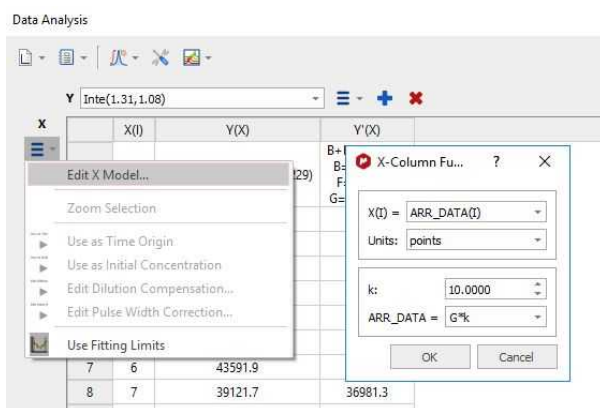 Data Analysis
Y Inte(1.31,1.08)
X
X(I) Y(X) Y'(X)
29)
B=
G=
Edit X Model...
Zoom Selection
Use as Time Origin
Use as Initial Concentration
Edit Dilution Compensation...
Edit Pulse Width Correction...
Use Fitting Limits
X-Column Fu... ? X
X(I) = ARR_DATA(I)
Units: points
k: 10.0000
ARR_DATA = G*k
OK Cancel
7 6 43591.9
8 7 39121.7 36981.3